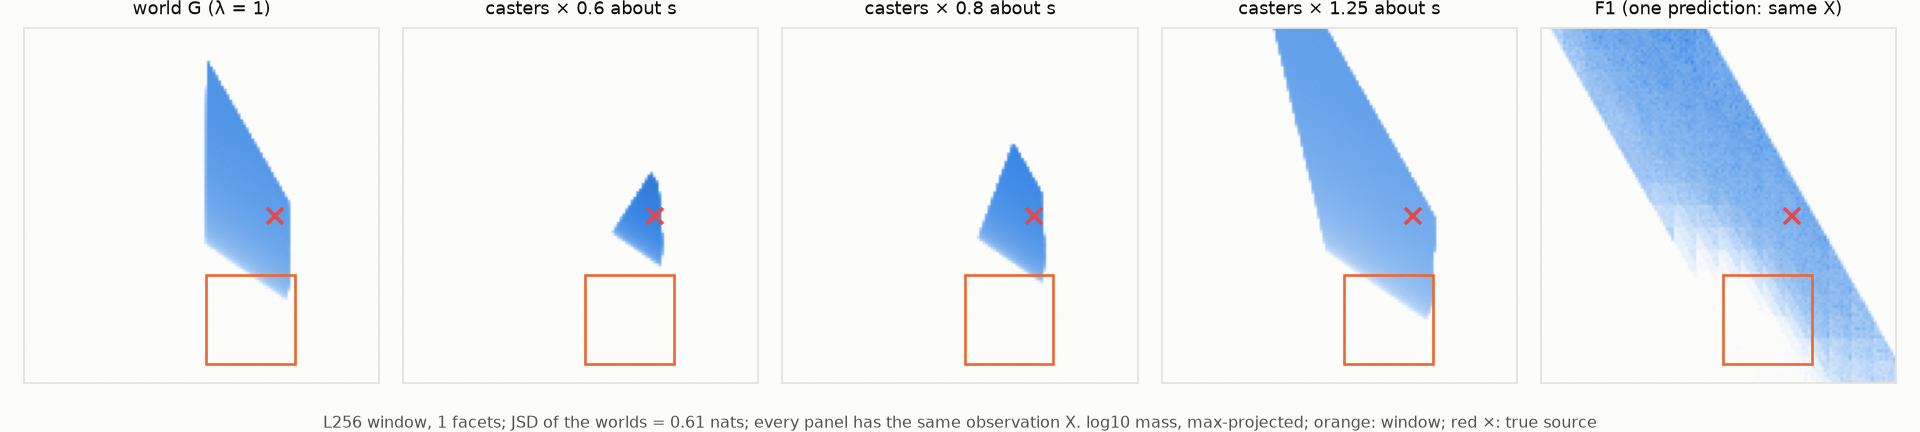 world G (λ = 1)
casters × 0.6 about s
casters × 0.8 about s
casters × 1.25 about s
F1 (one prediction: same X)
L256 window, 1 facets; JSD of the worlds = 0.61 nats; every panel has the same observation X. log10 mass, max-projected; orange: window; red ×: true source